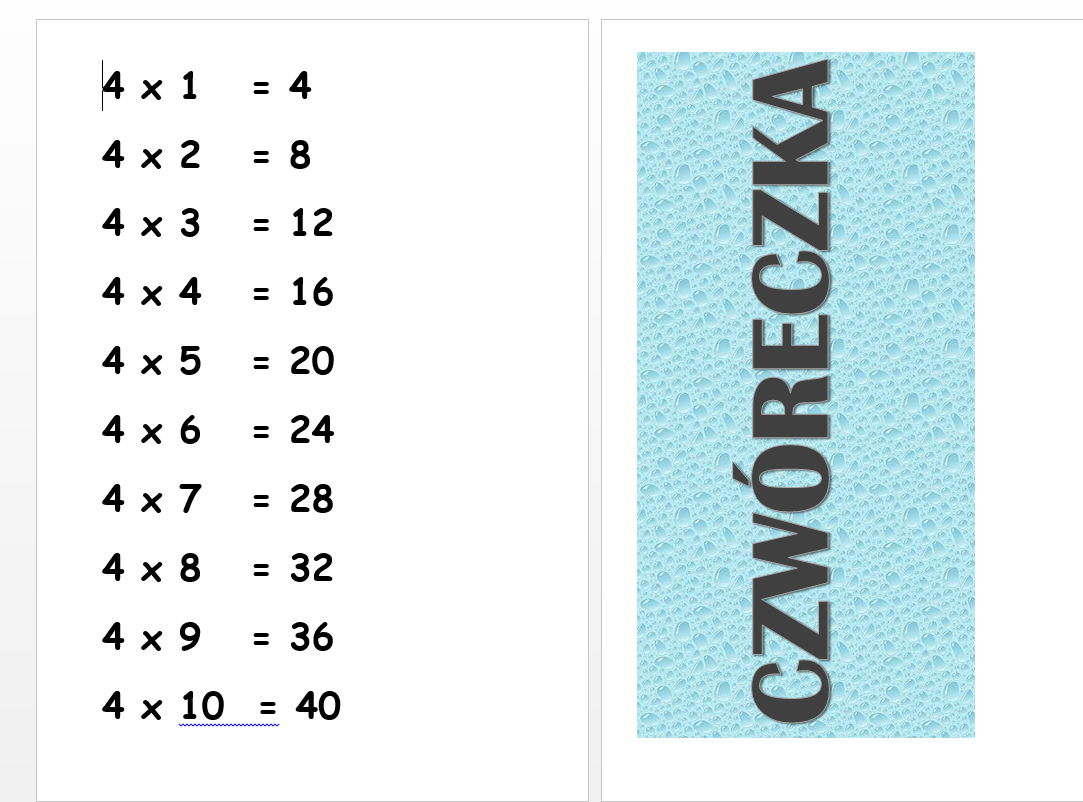 4 x 1 = 4
4 x 2 = 8
4 x 3 = 12
4 x 4 = 16
4 x 5 = 20
4 x 6 = 24
4 x 7 = 28
4 x 8 = 32
4 x 9 = 36
4 x 10 = 40
CZWÓRECZKA